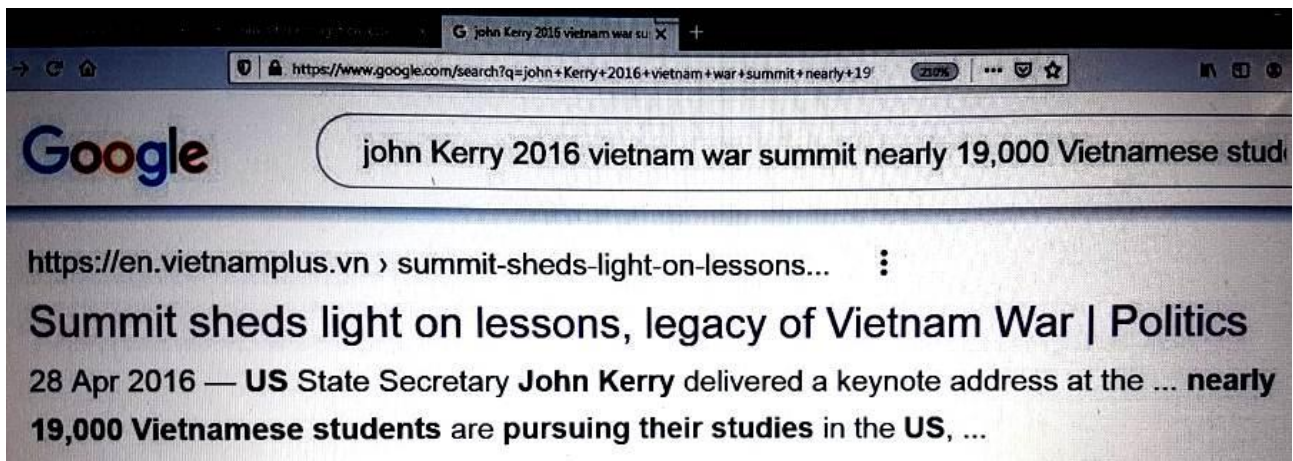 john Kerry 2016 vietnam war su
https://www.google.com/search?q=john+Kerry+2016+vietnam+war+summit+nearly+19
210%
Google
john Kerry 2016 vietnam war summit nearly 19,000 Vietnamese stud
https://en.vietnamplus.vn › summit-sheds-light-on-lessons...
Summit sheds light on lessons, legacy of Vietnam War | Politics
28 Apr 2016 — US State Secretary John Kerry delivered a keynote address at the ... nearly
19,000 Vietnamese students are pursuing their studies in the US, ...